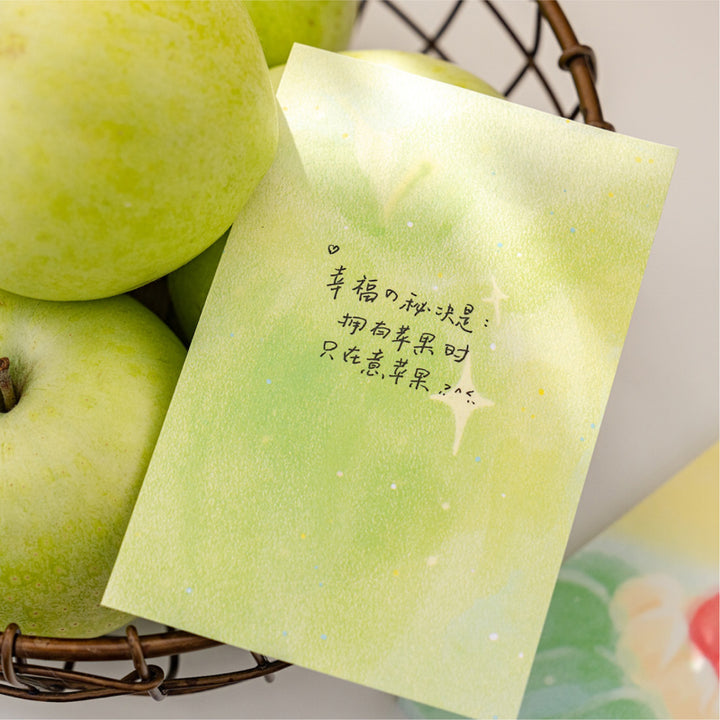 ♡
幸福の秘决是：
拥有苹果时
只在意苹果 >^<